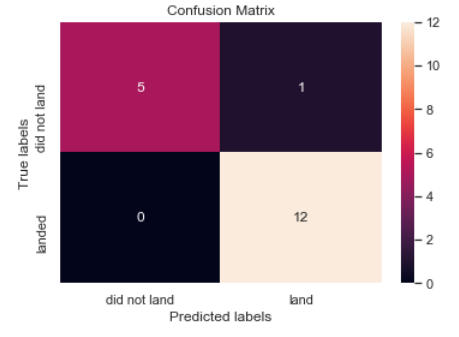 Confusion Matrix
True labels
did not land
landed
5
1
0
12
did not land
land
Predicted labels
12
10
8
6
4
2
0